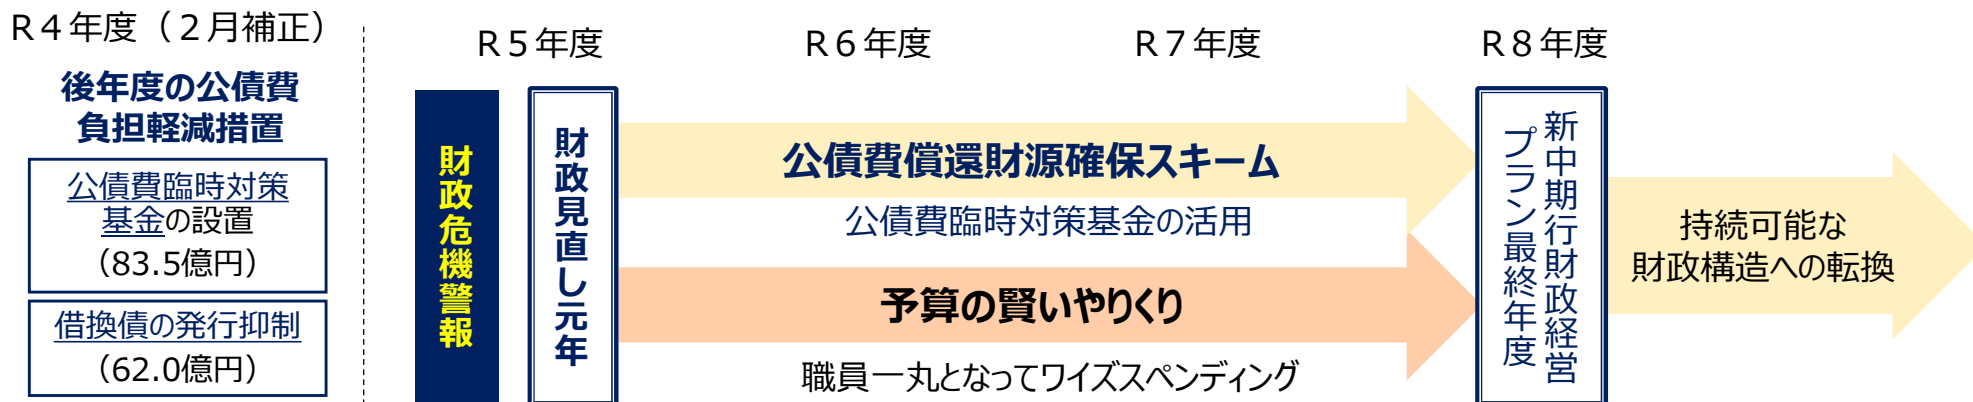 R４年度（２月補正）
後年度の公債費
負担軽減措置
公債費臨時対策
基金の設置
（83.5億円）
借換債の発行抑制
（62.0億円）
R５年度
R６年度
R７年度
R８年度
財政危機警報
財政見直し元年
公債費償還財源確保スキーム
公債費臨時対策基金の活用
予算の賢いやりくり
職員一丸となってワイズスペンディング
新中期行財政経営
プラン最終年度
持続可能な
財政構造への転換